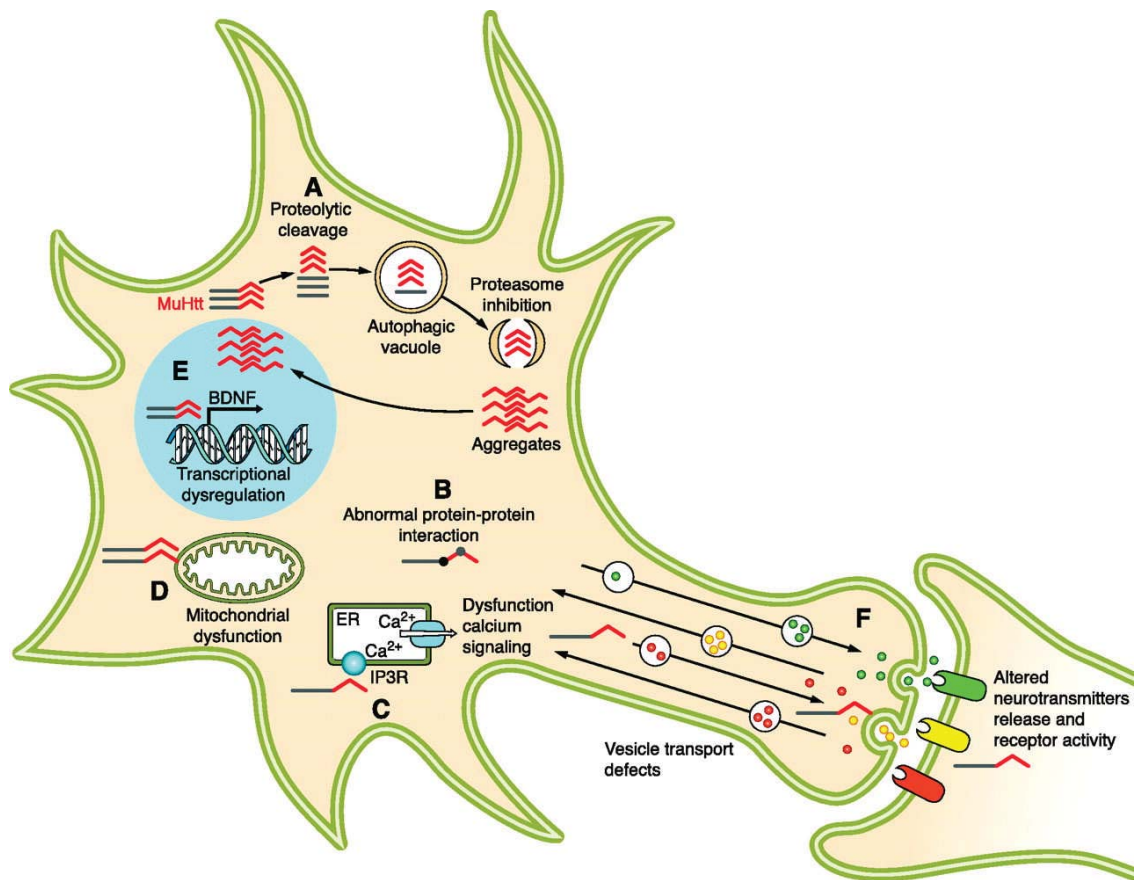 A
Proteolytic
cleavage
MuHtt
Autophagic
vacuole
Proteasome
inhibition
Aggregates
E
BDNF
Transcriptional
dysregulation
B
Abnormal protein-protein
interaction
D
Mitochondrial
dysfunction
ER
Ca²⁺
Ca²⁺
IP3R
C
Dysfunction
calcium
signaling
F
Vesicle transport
defects
Altered
neurotransmitters
release and
receptor activity